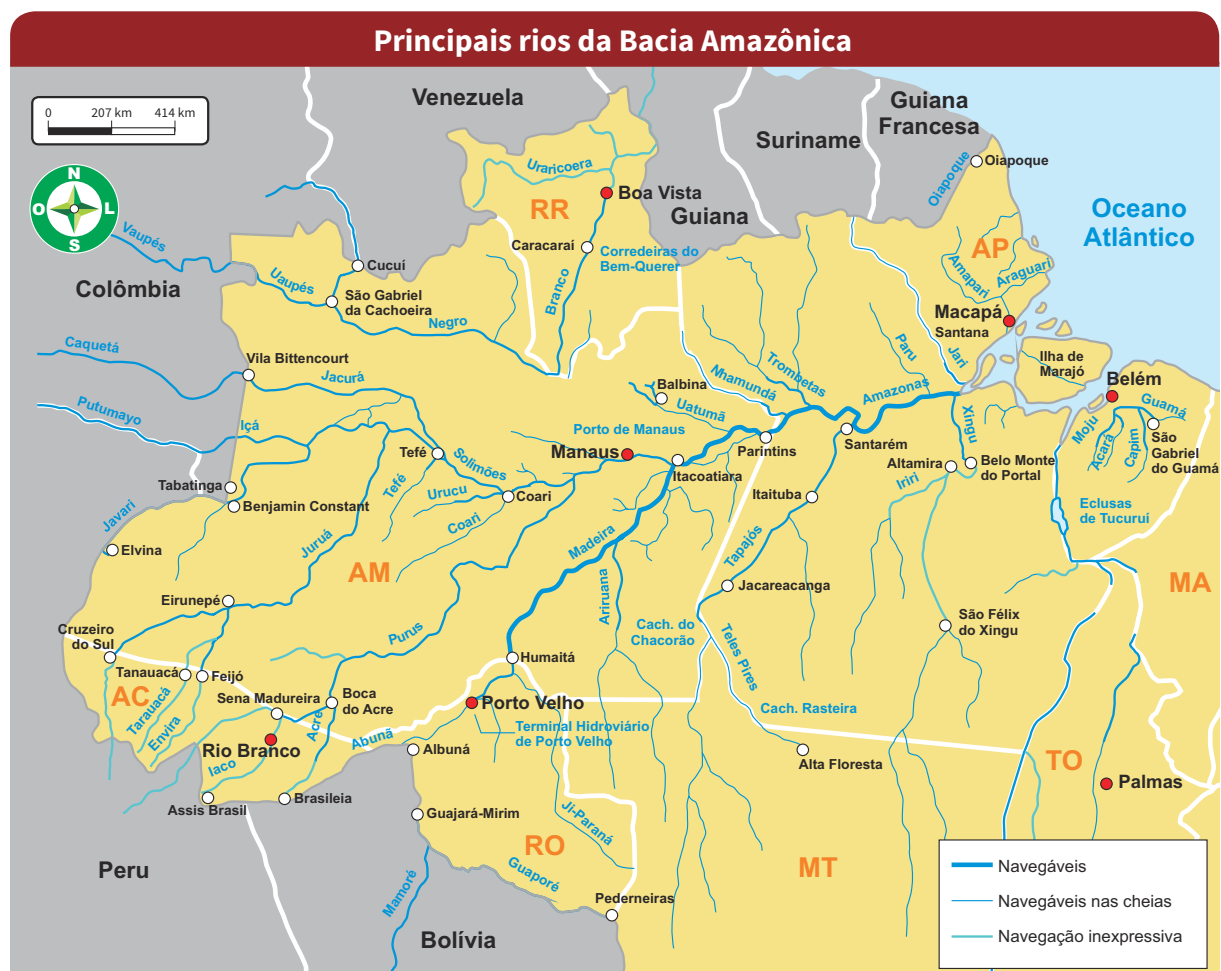 Principais rios da Bacia Amazônica
0 207 km 414 km
N
O L
S
Venezuela
Suriname
Guiana
Francesa
Guiana
Colômbia
Peru
Bolívia
Oceano
Atlântico
Oiapoque
Oiapoque
Uraricoera
Boa Vista
RR
Caracaraí
Corredeiras do
Bem-Querer
Branco
AP
Amapari
Araguari
Macapá
Santana
Jari
Paru
Ilha de
Marajó
Belém
Guamá
Moju
Acará
Capim
São
Gabriel
do Guamá
Vaupés
Cucuí
Uaupés
São Gabriel
da Cachoeira
Negro
Caquetá
Vila Bittencourt
Jacurá
Putumayo
Içá
Balbina
Uatumã
Nhamundá
Trombetas
Amazonas
Xingu
Porto de Manaus
Manaus
Itacoatiara
Parintins
Santarém
Altamira
Belo Monte
do Portal
Iriri
Eclusas
de Tucuruí
Tefé
Tefé
Solimões
Urucu
Coari
Coari
Tabatinga
Benjamin Constant
Javari
Elvina
Juruá
AM
Madeira
Itaituba
Tapajós
Jacareacanga
MA
Eirunepé
Ariruana
Purus
Cach. do
Chacorão
Teles Pires
São Félix
do Xingu
Cruzeiro
do Sul
Tanauacá
Feijó
Humaitá
AC
Tarauacá
Envira
Sena Madureira
Boca
do Acre
Acre
Porto Velho
Cach. Rasteira
Terminal Hidroviário
de Porto Velho
Rio Branco
Iaco
Abunã
Albuná
Alta Floresta
TO
Palmas
Assis Brasil
Brasileia
Guajará-Mirim
Ji-Paraná
RO
Guaporé
Mamoré
Pederneiras
MT
Navegáveis
Navegáveis nas cheias
Navegação inexpressiva